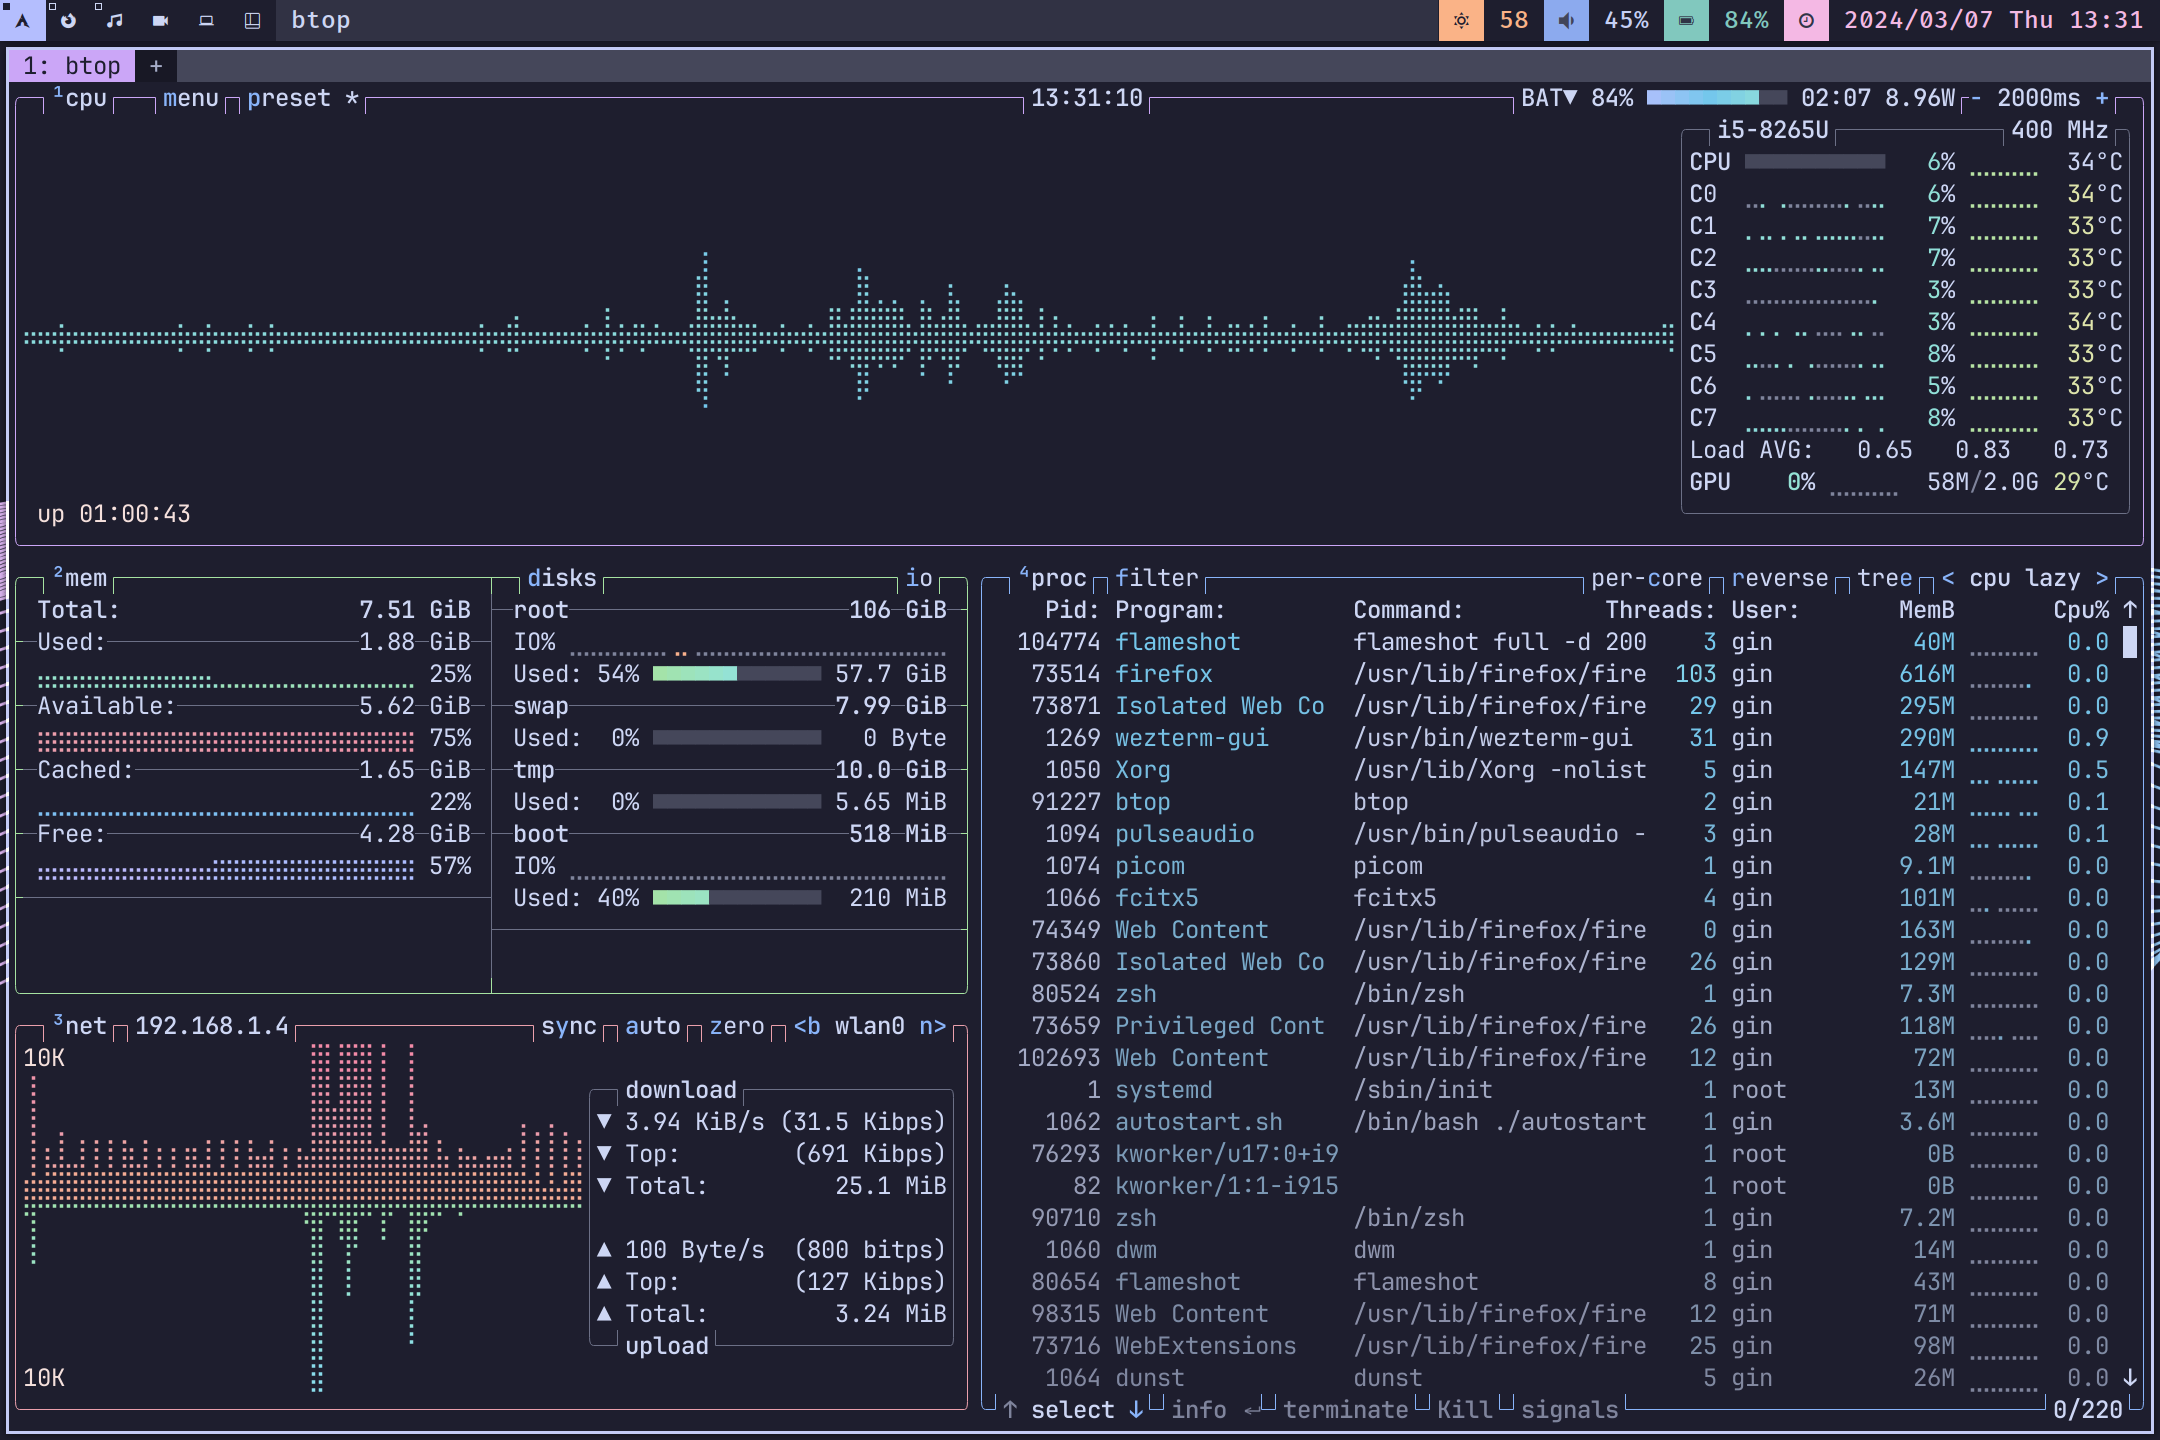 btop 58 45% 84% 2024/03/07 Thu 13:31
1: btop +
1cpu menu preset * 13:31:10 BAT▼ 84% 02:07 8.96W - 2000ms +
i5-8265U 400 MHz
CPU 6% 34°C
C0 6% 34°C
C1 7% 33°C
C2 7% 33°C
C3 3% 33°C
C4 3% 34°C
C5 8% 33°C
C6 5% 33°C
C7 8% 33°C
Load AVG: 0.65 0.83 0.73
GPU 0% 58M/2.0G 29°C
up 01:00:43
2mem disks io
Total: 7.51 GiB
Used: 1.88 GiB
25%
Available: 5.62 GiB
75%
Cached: 1.65 GiB
22%
Free: 4.28 GiB
57%
root 106 GiB
IO%
Used: 54% 57.7 GiB
swap 7.99 GiB
Used: 0% 0 Byte
tmp 10.0 GiB
Used: 0% 5.65 MiB
boot 518 MiB
IO%
Used: 40% 210 MiB
3net 192.168.1.4 sync auto zero <b wlan0 n>
10K
download
▼ 3.94 KiB/s (31.5 Kibps)
▼ Top: (691 Kibps)
▼ Total: 25.1 MiB
▲ 100 Byte/s (800 bitps)
▲ Top: (127 Kibps)
▲ Total: 3.24 MiB
upload
10K
4proc filter per-core reverse tree < cpu lazy >
Pid: Program: Command: Threads: User: MemB Cpu% ↑
104774 flameshot flameshot full -d 200 3 gin 40M 0.0
73514 firefox /usr/lib/firefox/fire 103 gin 616M 0.0
73871 Isolated Web Co /usr/lib/firefox/fire 29 gin 295M 0.0
1269 wezterm-gui /usr/bin/wezterm-gui 31 gin 290M 0.9
1050 Xorg /usr/lib/Xorg -nolist 5 gin 147M 0.5
91227 btop btop 2 gin 21M 0.1
1094 pulseaudio /usr/bin/pulseaudio - 3 gin 28M 0.1
1074 picom picom 1 gin 9.1M 0.0
1066 fcitx5 fcitx5 4 gin 101M 0.0
74349 Web Content /usr/lib/firefox/fire 0 gin 163M 0.0
73860 Isolated Web Co /usr/lib/firefox/fire 26 gin 129M 0.0
80524 zsh /bin/zsh 1 gin 7.3M 0.0
73659 Privileged Cont /usr/lib/firefox/fire 26 gin 118M 0.0
102693 Web Content /usr/lib/firefox/fire 12 gin 72M 0.0
1 systemd /sbin/init 1 root 13M 0.0
1062 autostart.sh /bin/bash ./autostart 1 gin 3.6M 0.0
76293 kworker/u17:0+i9 1 root 0B 0.0
82 kworker/1:1-i915 1 root 0B 0.0
90710 zsh /bin/zsh 1 gin 7.2M 0.0
1060 dwm dwm 1 gin 14M 0.0
80654 flameshot flameshot 8 gin 43M 0.0
98315 Web Content /usr/lib/firefox/fire 12 gin 71M 0.0
73716 WebExtensions /usr/lib/firefox/fire 25 gin 98M 0.0
1064 dunst dunst 5 gin 26M 0.0 ↓
↑ select ↓ info ↵ terminate Kill signals 0/220